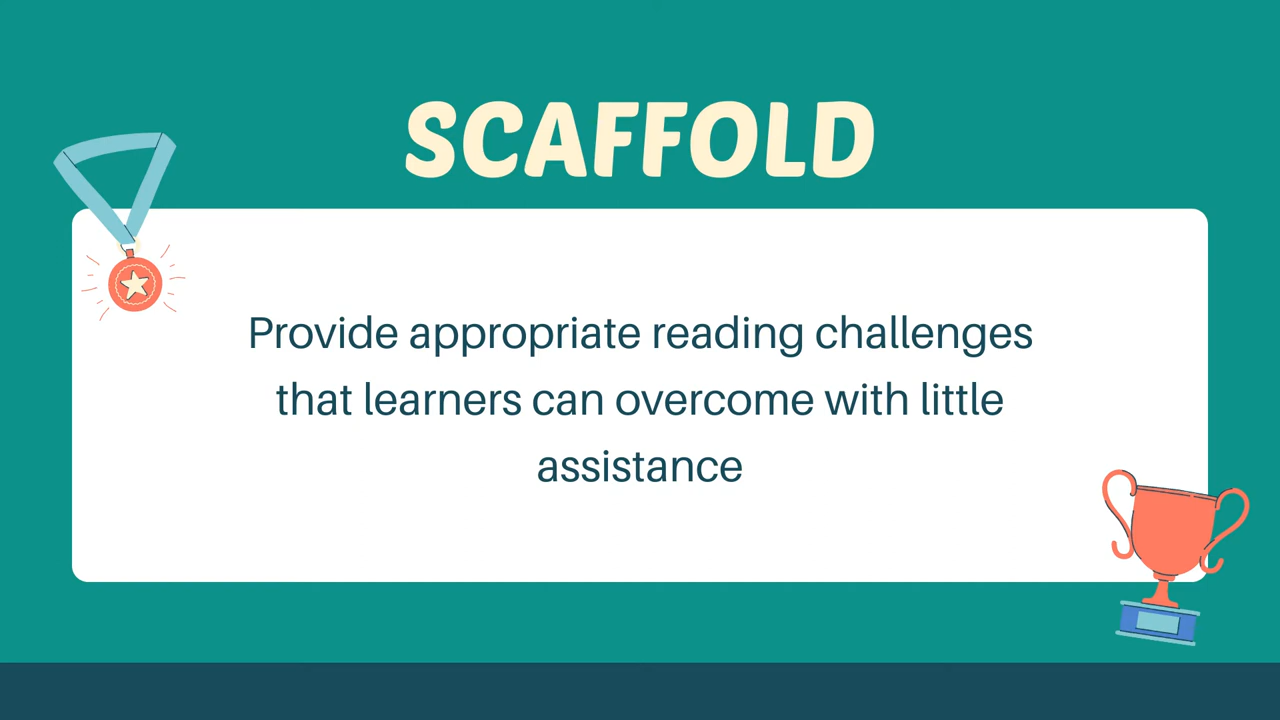 SCAFFOLD
Provide appropriate reading challenges
that learners can overcome with little
assistance